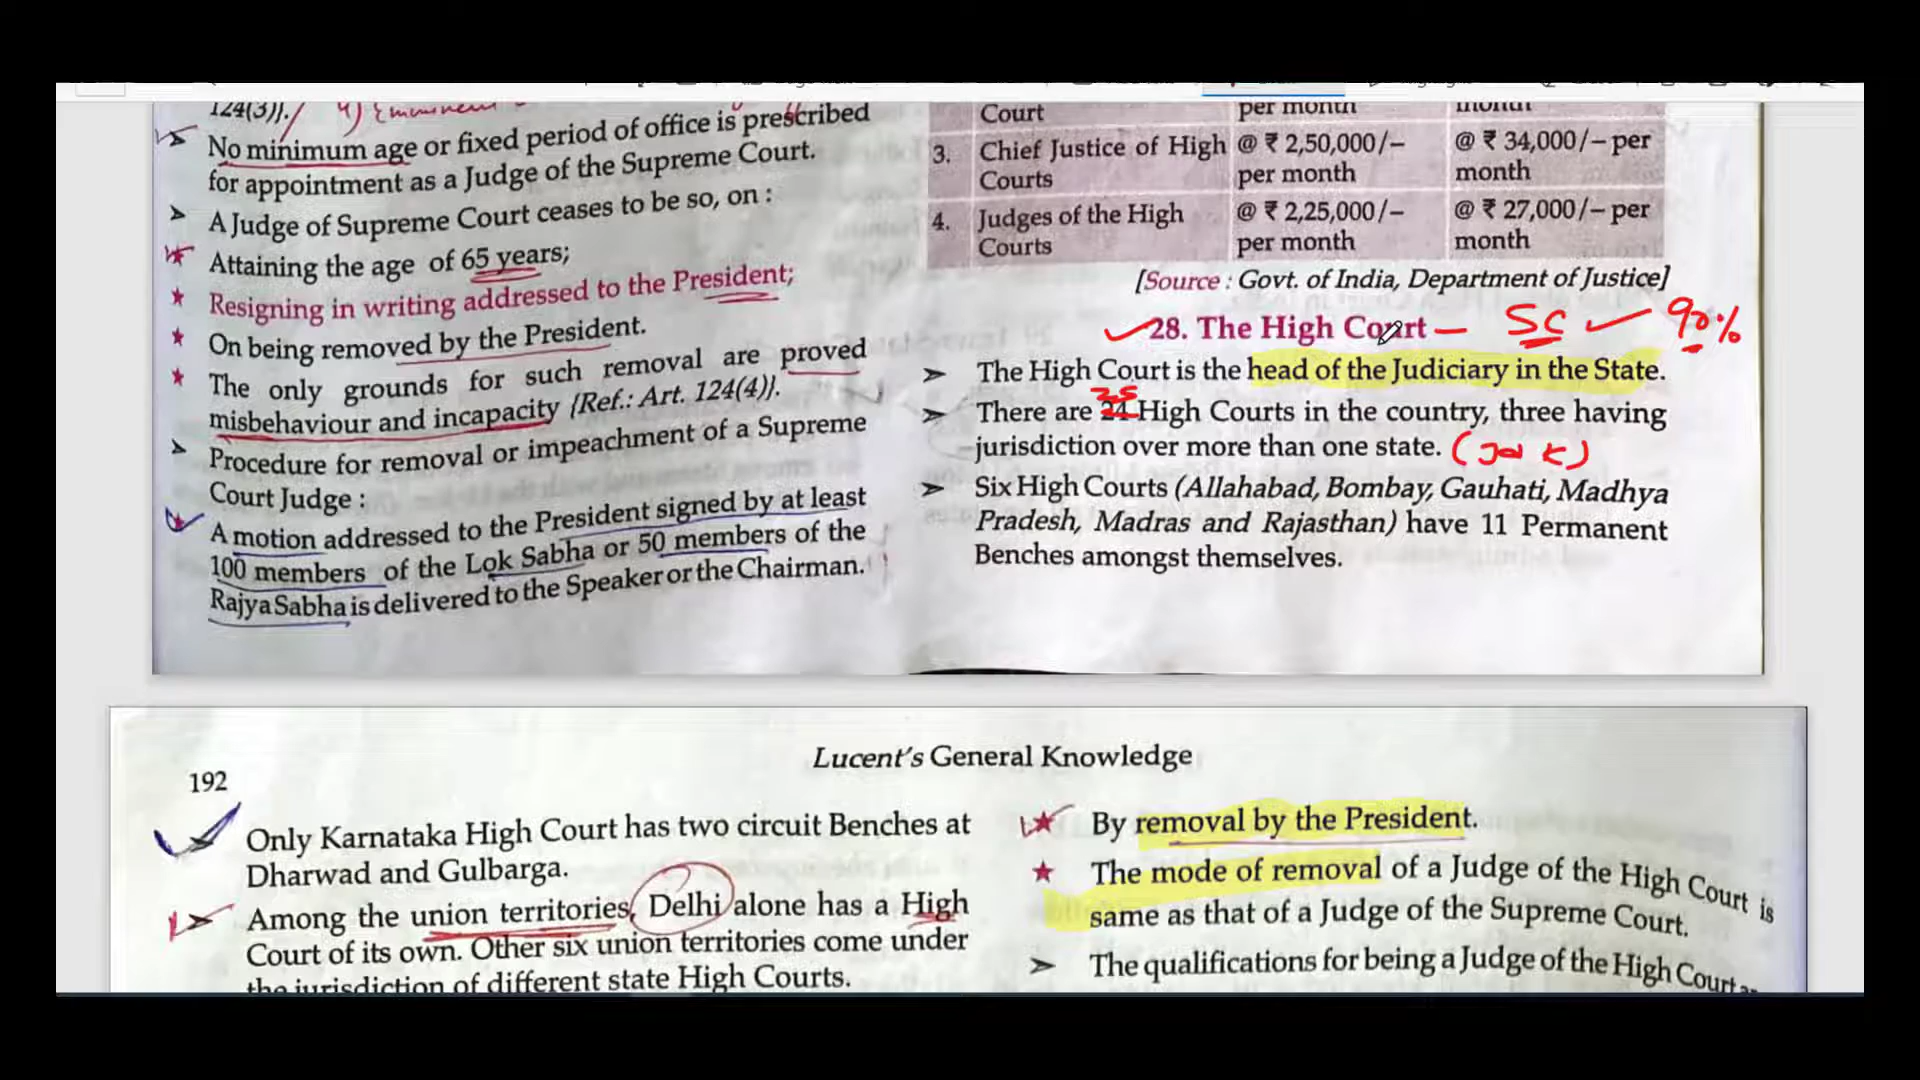 124(3)]. 4) Eminent
No minimum age or fixed period of office is prescribed
for appointment as a Judge of the Supreme Court.
A Judge of Supreme Court ceases to be so, on :
Attaining the age of 65 years;
Resigning in writing addressed to the President;
On being removed by the President.
The only grounds for such removal are proved
misbehaviour and incapacity {Ref.: Art. 124(4)}.
Procedure for removal or impeachment of a Supreme
Court Judge :
A motion addressed to the President signed by at least
100 members of the Lok Sabha or 50 members of the
Rajya Sabha is delivered to the Speaker or the Chairman.
Court per month month
3. Chief Justice of High @ ₹ 2,50,000/– @ ₹ 34,000/– per
Courts per month month
4. Judges of the High @ ₹ 2,25,000/– @ ₹ 27,000/– per
Courts per month month
[Source : Govt. of India, Department of Justice]
28. The High Court – SC 90%
The High Court is the head of the Judiciary in the State.
25
There are 24 High Courts in the country, three having
jurisdiction over more than one state.
Six High Courts (Allahabad, Bombay, Gauhati, Madhya
Pradesh, Madras and Rajasthan) have 11 Permanent
Benches amongst themselves.
192
Lucent's General Knowledge
Only Karnataka High Court has two circuit Benches at
Dharwad and Gulbarga.
Among the union territories, Delhi alone has a High
Court of its own. Other six union territories come under
the jurisdiction of different state High Courts.
By removal by the President.
The mode of removal of a Judge of the High Court is
same as that of a Judge of the Supreme Court.
The qualifications for being a Judge of the High Court